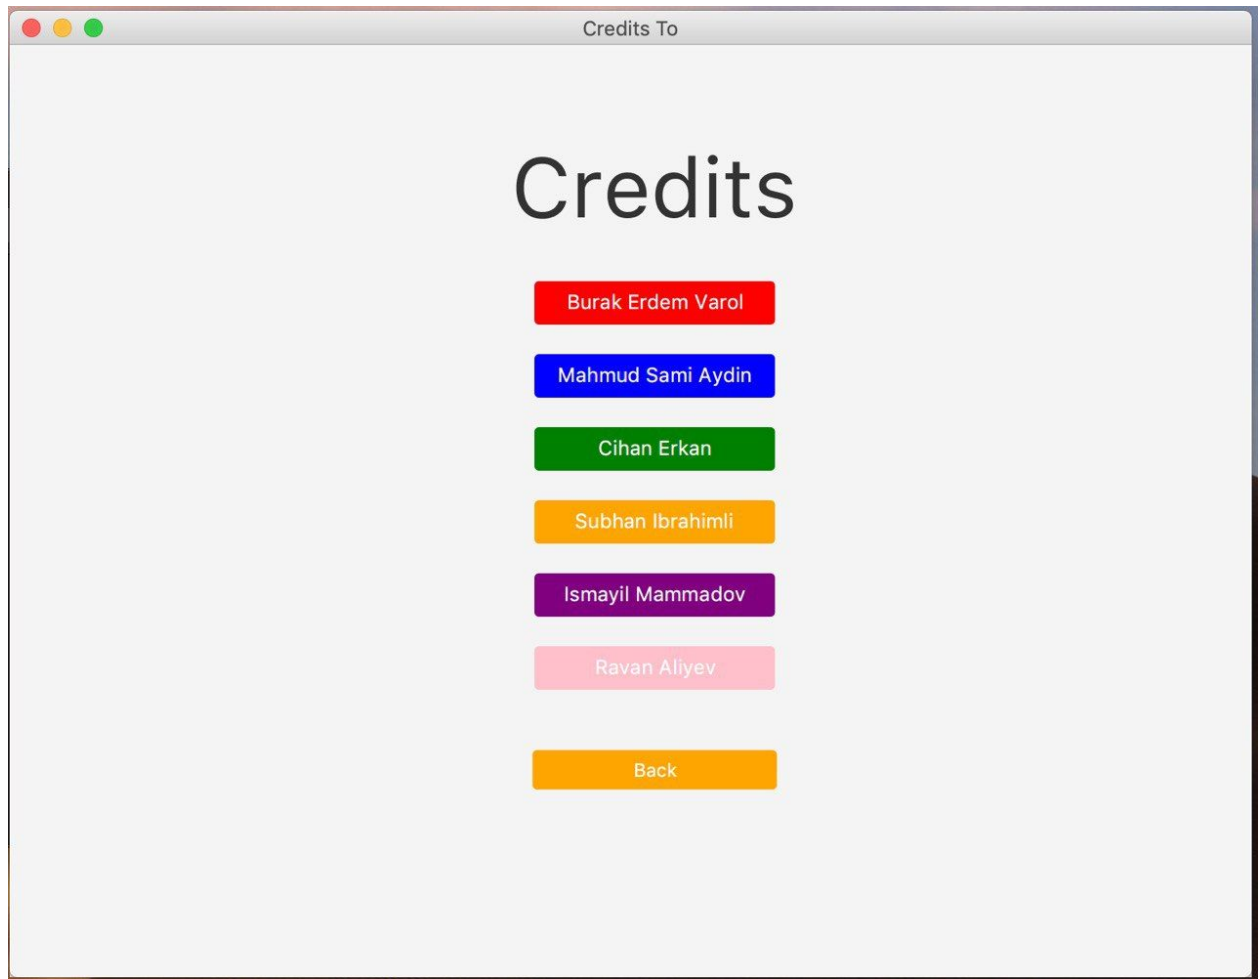 Credits To
Credits
Burak Erdem Varol
Mahmud Sami Aydin
Cihan Erkan
Subhan Ibrahimli
Ismayil Mammadov
Ravan Aliyev
Back